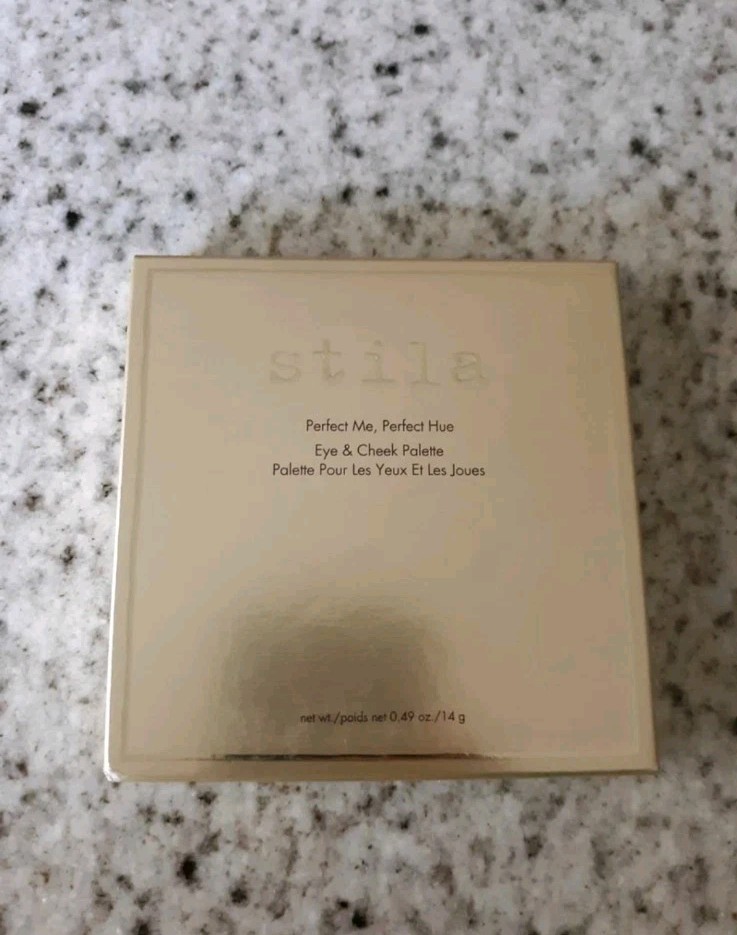 stila
Perfect Me, Perfect Hue
Eye & Cheek Palette
Palette Pour Les Yeux Et Les Joues
net wt./poids net 0.49 oz./14 g